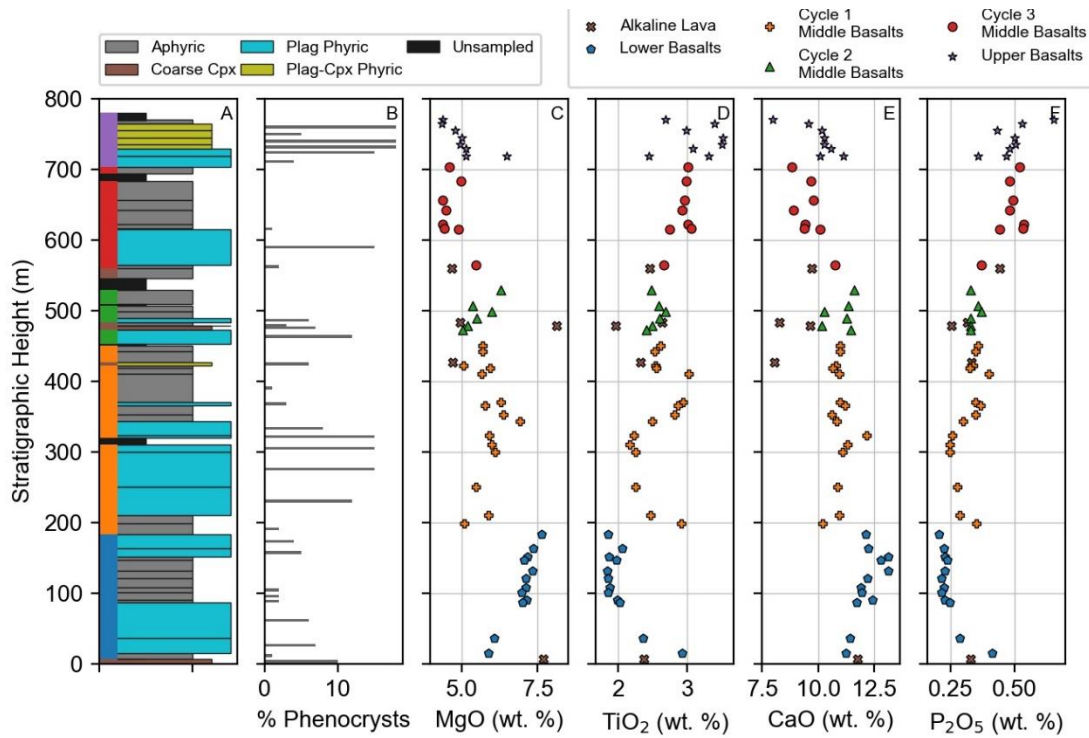 Aphyric
Plag Phyric
Unsampled
Coarse Cpx
Plag-Cpx Phyric
Alkaline Lava
Lower Basalts
Cycle 1
Middle Basalts
Cycle 2
Middle Basalts
Cycle 3
Middle Basalts
Upper Basalts
A
B
C
D
E
F
Stratigraphic Height (m)
800
700
600
500
400
300
200
100
0
0
10
% Phenocrysts
5.0
7.5
MgO (wt. %)
2
3
TiO₂ (wt. %)
7.5
10.0
12.5
CaO (wt. %)
0.25
0.50
P₂O₅ (wt. %)